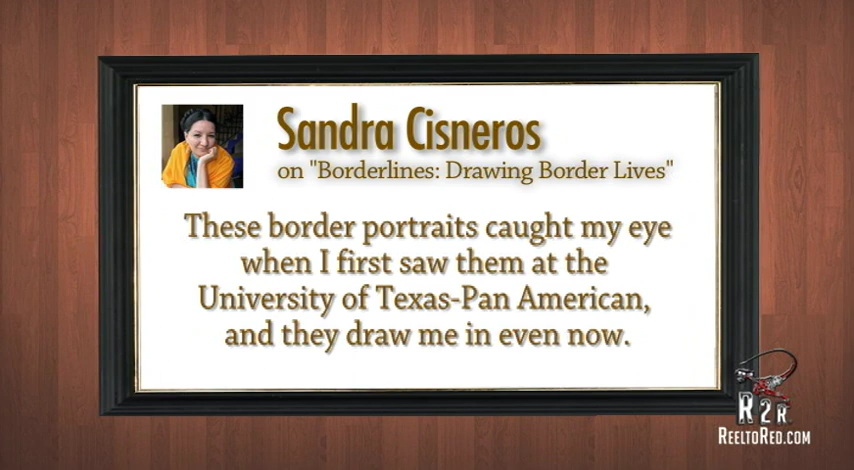 Sandra Cisneros
on "Borderlines: Drawing Border Lives"
These border portraits caught my eye
when I first saw them at the
University of Texas-Pan American,
and they draw me in even now.
R2R
REELTORED.COM